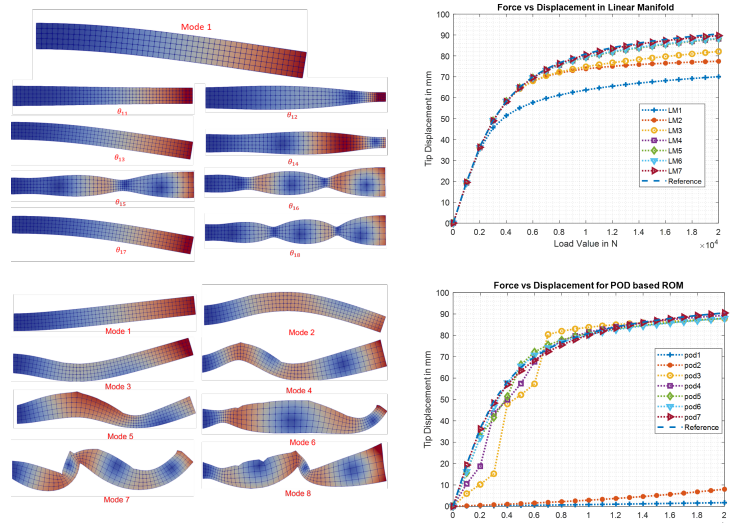 Mode 1
θ11
θ12
θ13
θ14
θ15
θ16
θ17
θ18
Force vs Displacement in Linear Manifold
Tip Displacement in mm
100
90
80
70
60
50
40
30
20
10
0
LM1
LM2
LM3
LM4
LM5
LM6
LM7
Reference
0 0.2 0.4 0.6 0.8 1 1.2 1.4 1.6 1.8 2
Load Value in N
×10⁴
Mode 1
Mode 2
Mode 3
Mode 4
Mode 5
Mode 6
Mode 7
Mode 8
Force vs Displacement for POD based ROM
Tip Displacement in mm
100
90
80
70
60
50
40
30
20
10
0
pod1
pod2
pod3
pod4
pod5
pod6
pod7
Reference
0 0.2 0.4 0.6 0.8 1 1.2 1.4 1.6 1.8 2